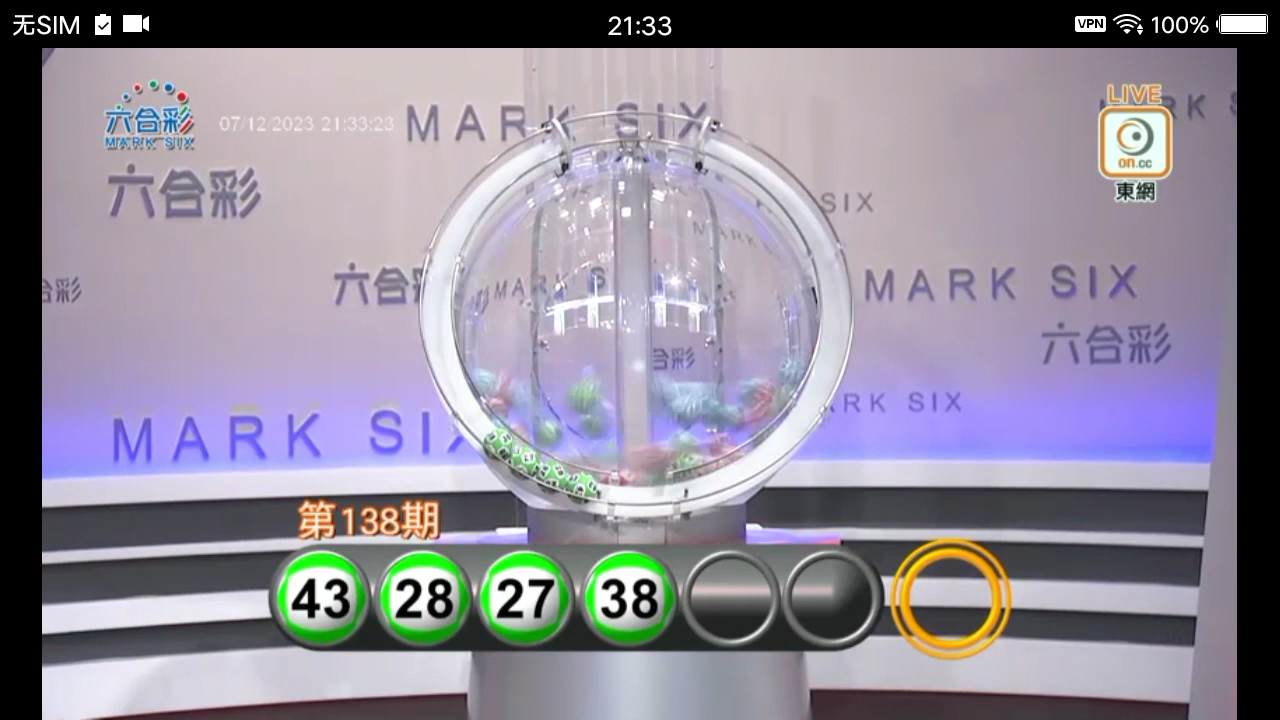 无SIM
21:33
VPN
100%
六合彩
MARK SIX
07/12/2023 21:33:23
MARK SIX
LIVE
on.cc
東網
六合彩
SIX
彩
六合
MARK S
MARK SIX
合彩
六合彩
RK SIX
MARK SIX
第138期
43 28 27 38